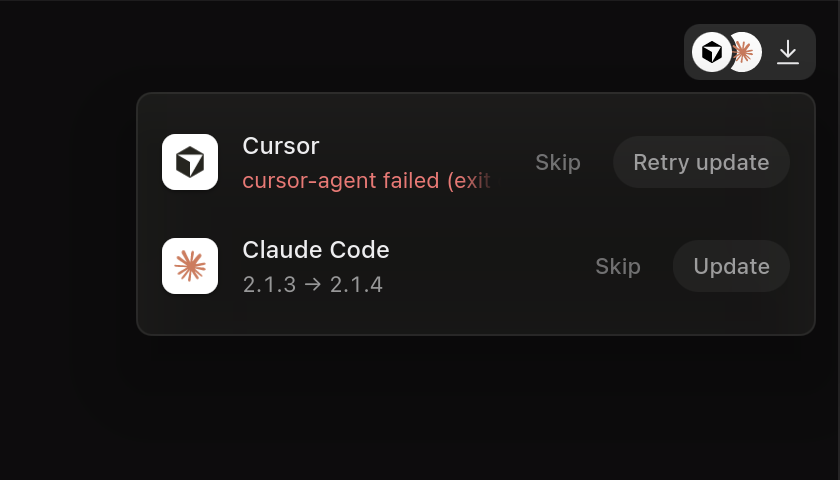 Cursor
cursor-agent failed (exit
Skip
Retry update
Claude Code
2.1.3 → 2.1.4
Skip
Update